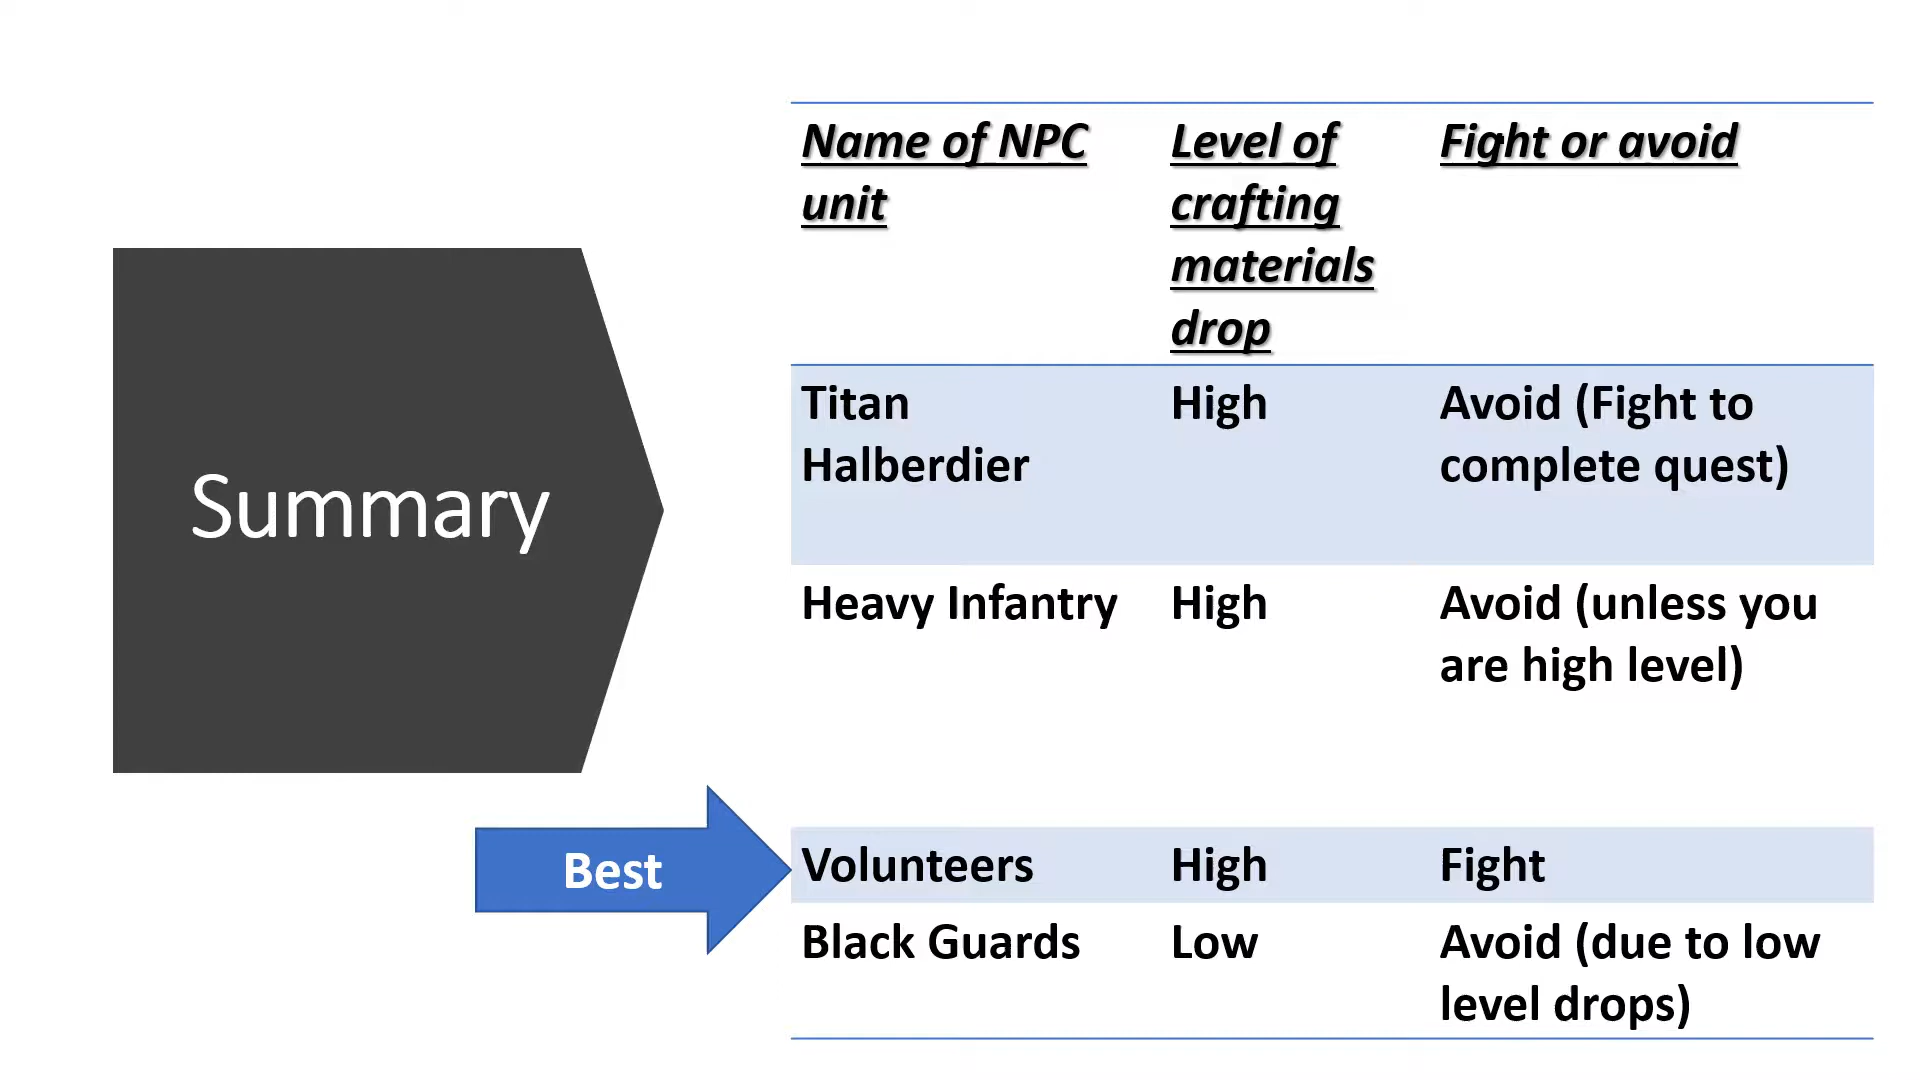 Summary
Best
Name of NPC
unit
Level of
crafting
materials
drop
Fight or avoid
Titan
Halberdier
High
Avoid (Fight to
complete quest)
Heavy Infantry
High
Avoid (unless you
are high level)
Volunteers
High
Fight
Black Guards
Low
Avoid (due to low
level drops)